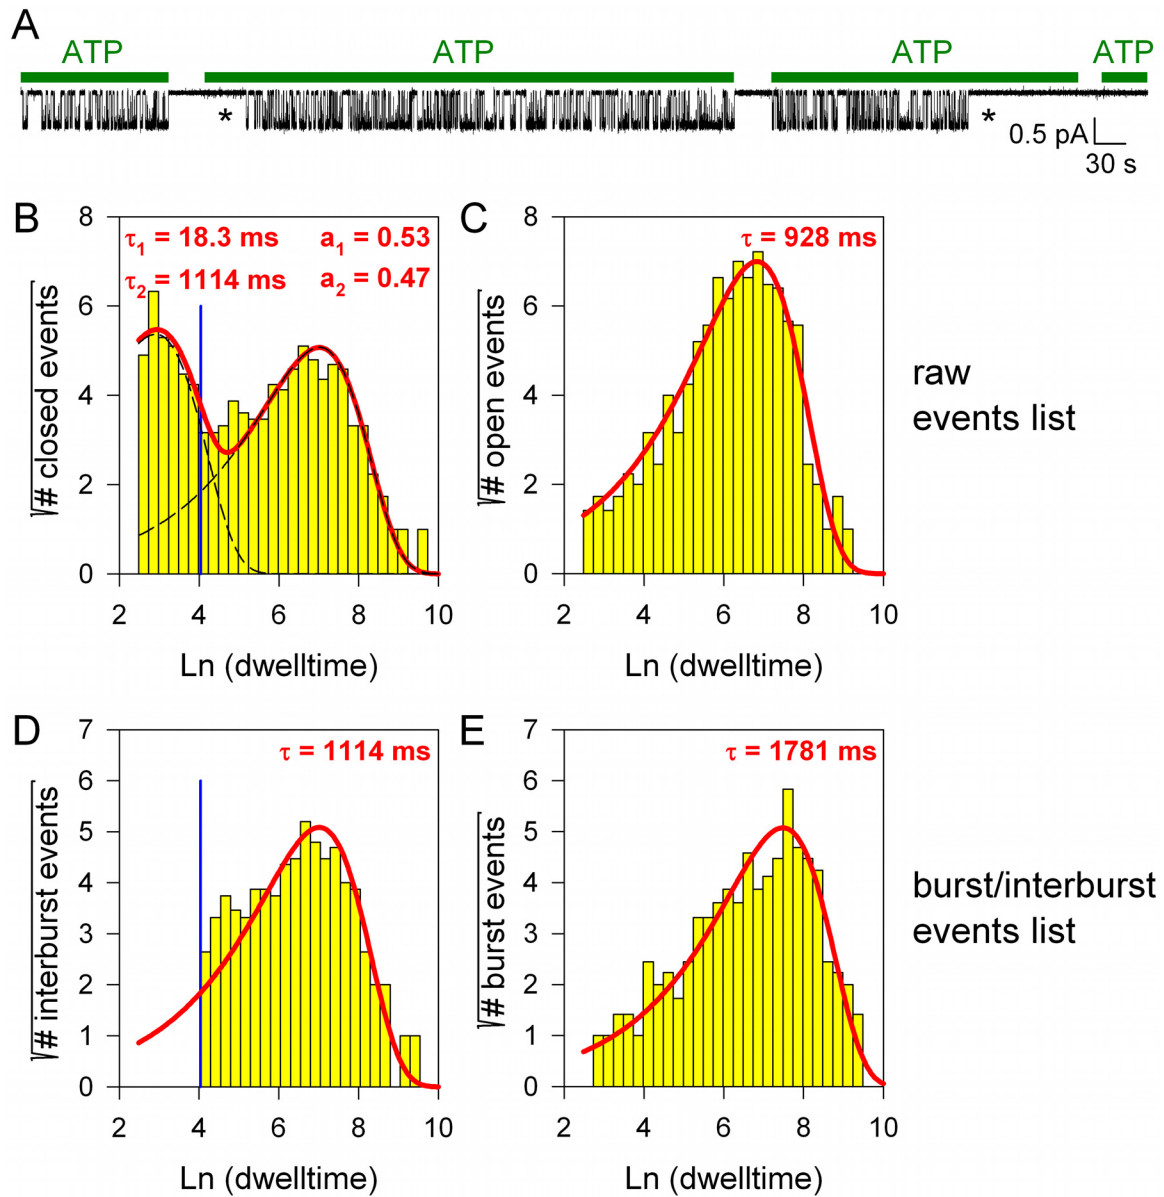 A
ATP ATP ATP ATP
* *
0.5 pA
30 s
B
τ1 = 18.3 ms a1 = 0.53
τ2 = 1114 ms a2 = 0.47
8
6
4
2
0
√# closed events
2 4 6 8 10
Ln (dwelltime)
C
τ = 928 ms
8
6
4
2
0
√# open events
2 4 6 8 10
Ln (dwelltime)
raw
events list
D
τ = 1114 ms
7
6
5
4
3
2
1
0
√# interburst events
2 4 6 8 10
Ln (dwelltime)
E
τ = 1781 ms
7
6
5
4
3
2
1
0
√# burst events
2 4 6 8 10
Ln (dwelltime)
burst/interburst
events list